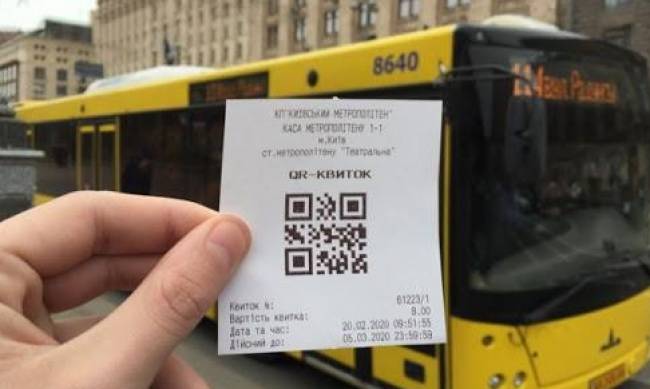 8640
КП"КИЇВСЬКИЙ МЕТРОПОЛІТЕН"
КАСА МЕТРОПОЛІТЕНУ 1-1
м.Київ
ст.метрополітену "Театральна"
QR-КВИТОК
Квиток №: 61223/1
Вартість квитка: 8.00
Дата та час: 20.02.2020 09:51:55
Дійсний до: 05.03.2020 23:59:59